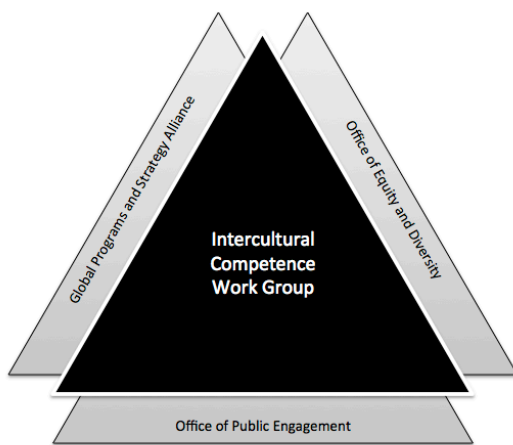 Global Programs and Strategy Alliance
Office of Equity and Diversity
Intercultural
Competence
Work Group
Office of Public Engagement